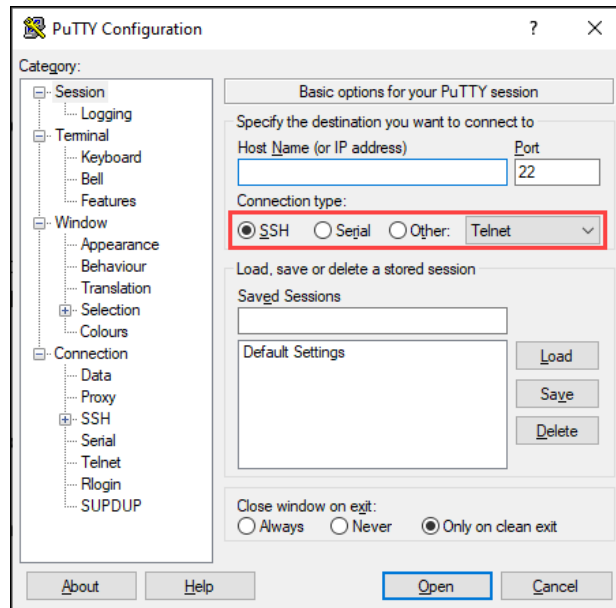 PuTTY Configuration
?
Category:
Session
Logging
Terminal
Keyboard
Bell
Features
Window
Appearance
Behaviour
Translation
Selection
Colours
Connection
Data
Proxy
SSH
Serial
Telnet
Rlogin
SUPDUP
Basic options for your PuTTY session
Specify the destination you want to connect to
Host Name (or IP address) Port
22
Connection type:
SSH Serial Other: Telnet
Load, save or delete a stored session
Saved Sessions
Default Settings
Load
Save
Delete
Close window on exit:
Always Never Only on clean exit
About Help Open Cancel